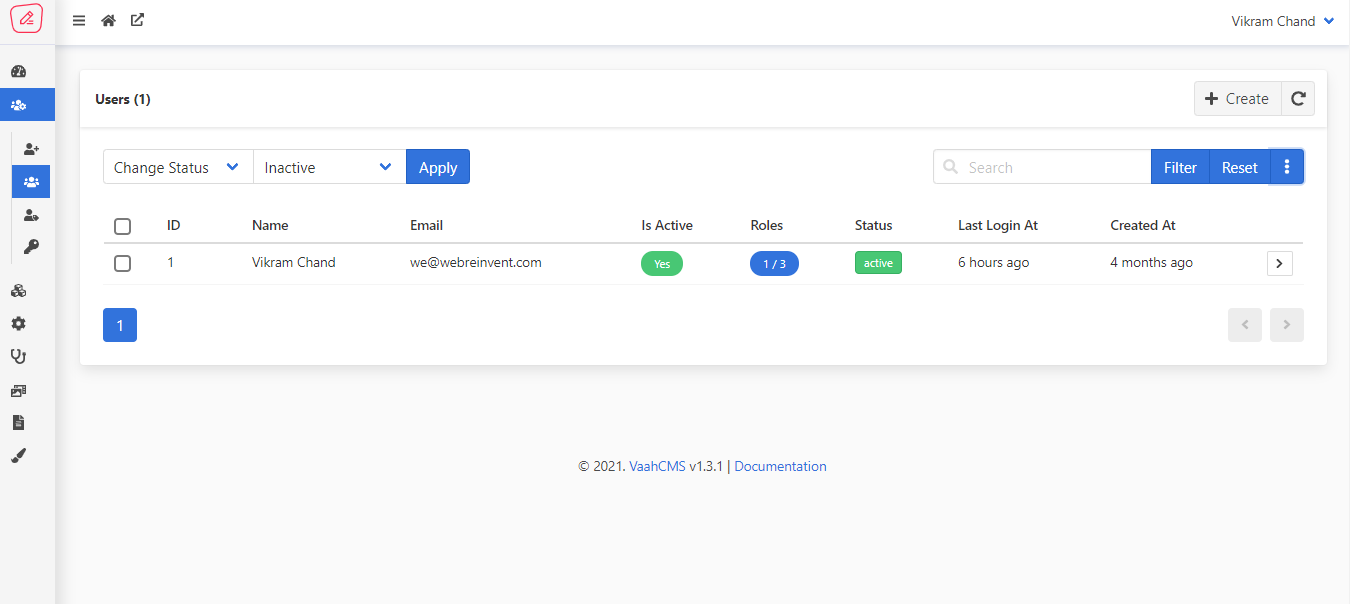 Vikram Chand
Users (1)
Create
Change Status Inactive Apply Search Filter Reset
ID Name Email Is Active Roles Status Last Login At Created At
1 Vikram Chand we@webreinvent.com Yes 1 / 3 active 6 hours ago 4 months ago
1
© 2021. VaahCMS v1.3.1 | Documentation